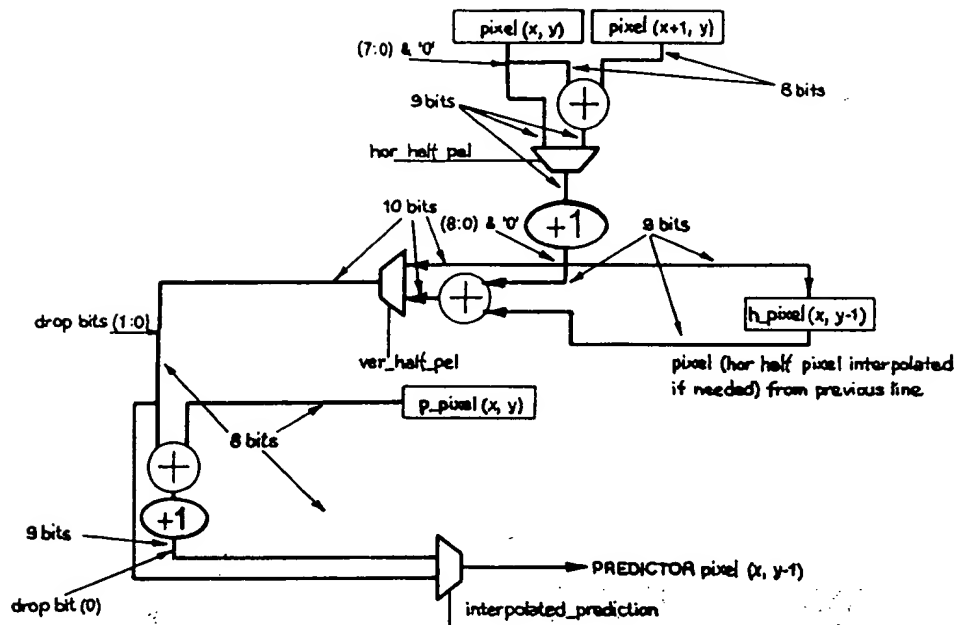 pixel (x, y)
pixel (x+1, y)
(7:0) & '0'
8 bits
9 bits
hor_half_pel
+1
10 bits
(8:0) & '0'
9 bits
+
+
drop bits (1:0)
h_pixel (x, y-1)
ver_half_pel
pixel (hor half pixel interpolated
if needed) from previous line
p_pixel (x, y)
8 bits
+
+1
9 bits
PREDICTOR pixel (x, y-1)
drop bit (0)
interpolated_prediction